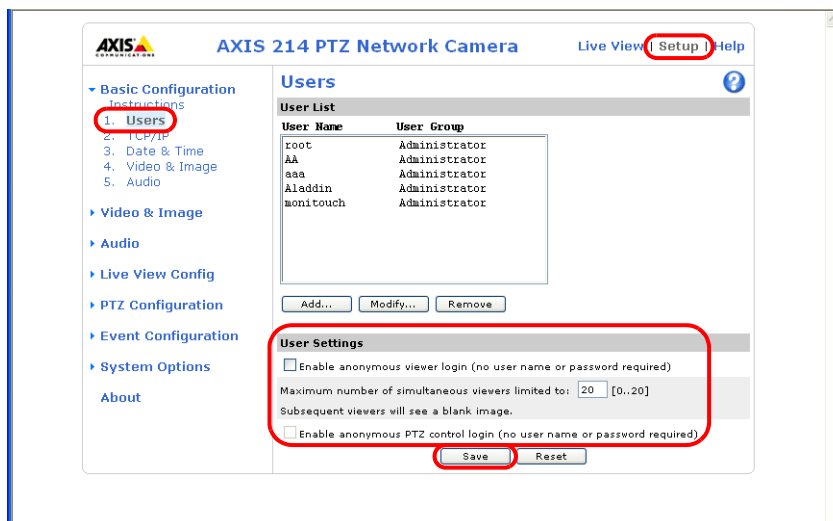 AXIS
COMMUNICATIONS
AXIS 214 PTZ Network Camera
Live View | Setup | Help
Basic Configuration
Instructions
1. Users
2. TCP/IP
3. Date & Time
4. Video & Image
5. Audio
Video & Image
Audio
Live View Config
PTZ Configuration
Event Configuration
System Options
About
Users
?
User List
User Name User Group
root Administrator
AA Administrator
aaa Administrator
Aladdin Administrator
monitouch Administrator
Add... Modify... Remove
User Settings
Enable anonymous viewer login (no user name or password required)
Maximum number of simultaneous viewers limited to: 20 [0..20]
Subsequent viewers will see a blank image.
Enable anonymous PTZ control login (no user name or password required)
Save Reset